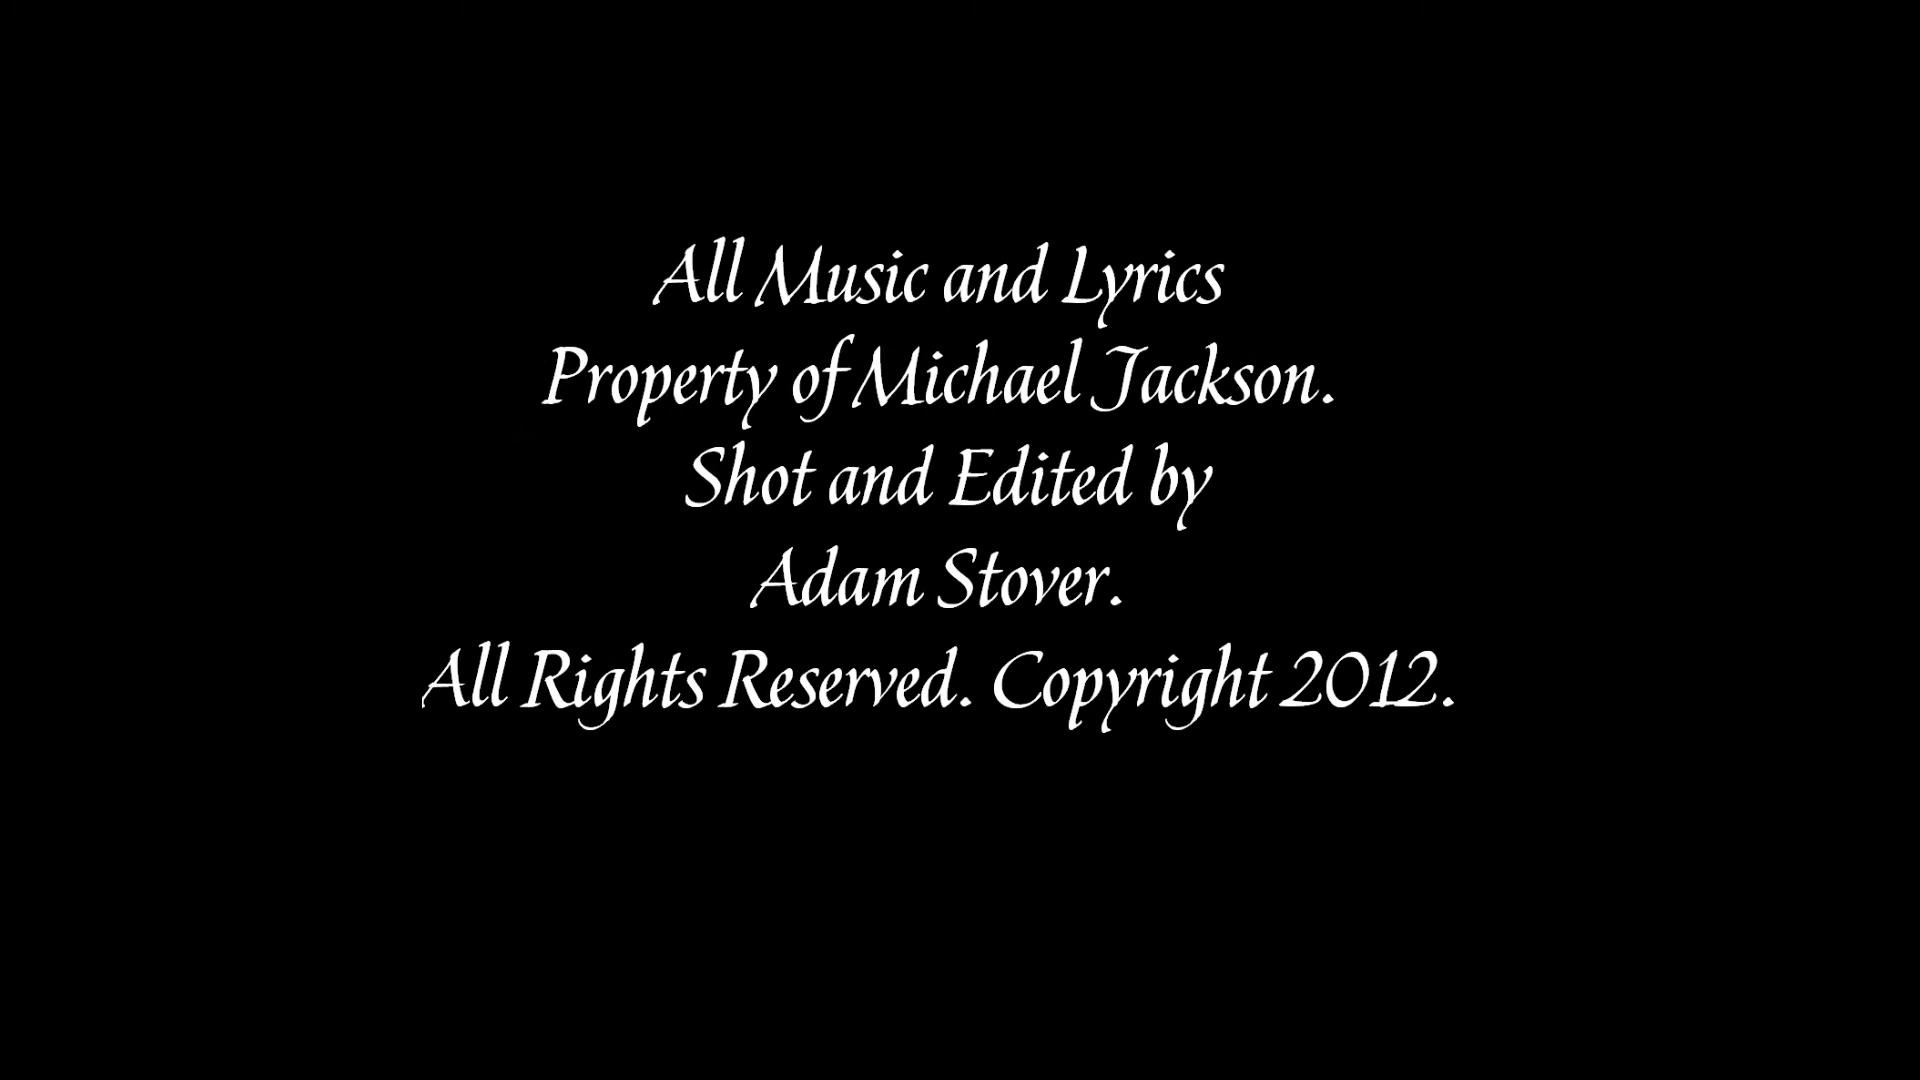 All Music and Lyrics
Property of Michael Jackson.
Shot and Edited by
Adam Stover.
All Rights Reserved. Copyright 2012.